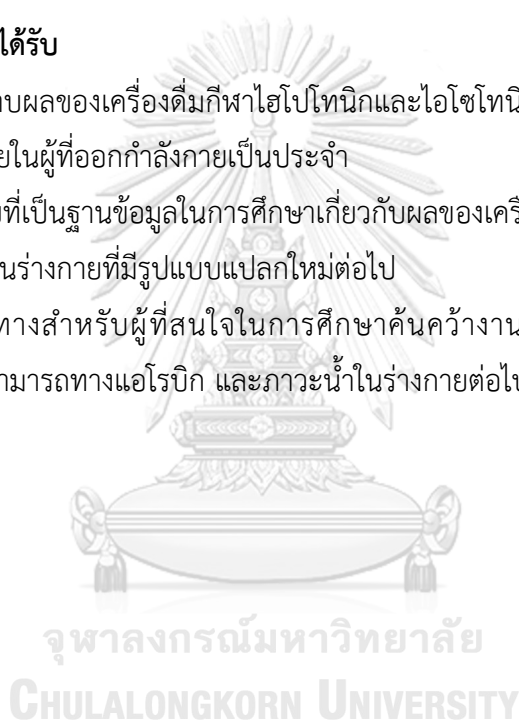 ได้รับ
บผลของเครื่องดื่มกีฬาไฮโปโทนิกและไอโซโทนิ
ยในผู้ที่ออกกำลังกายเป็นประจำ
ที่เป็นฐานข้อมูลในการศึกษาเกี่ยวกับผลของเครื
นร่างกายที่มีรูปแบบแปลกใหม่ต่อไป
ทางสำหรับผู้ที่สนใจในการศึกษาค้นคว้างาน
ามารถทางแอโรบิก และภาวะน้ำในร่างกายต่อไป
จุฬาลงกรณ์มหาวิทยาลัย
CHULALONGKORN UNIVERSITY